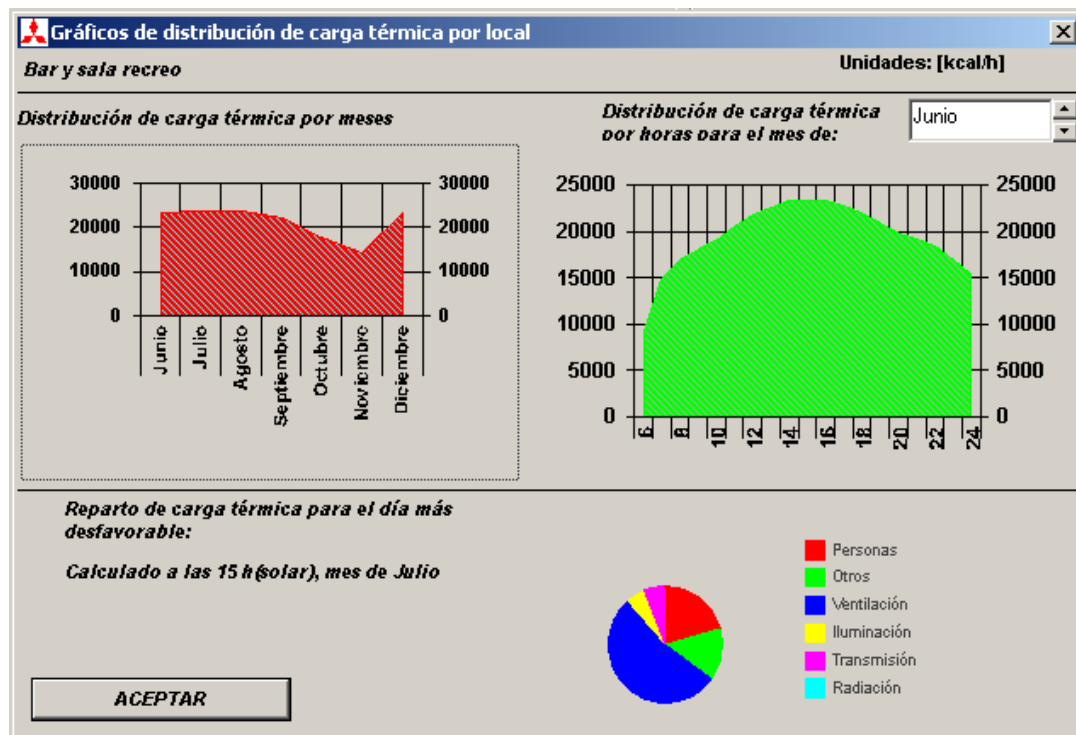 Gráficos de distribución de carga térmica por local
Bar y sala recreo
Unidades: [kcal/h]
Distribución de carga térmica por meses
Distribución de carga térmica
por horas para el mes de:
Junio
30000
20000
10000
0
30000
20000
10000
0
Junio
Julio
Agosto
Septiembre
Octubre
Noviembre
Diciembre
25000
20000
15000
10000
5000
0
25000
20000
15000
10000
5000
0
6
8
10
12
14
16
18
20
22
24
Reparto de carga térmica para el día más
desfavorable:
Calculado a las 15 h(solar), mes de Julio
Personas
Otros
Ventilación
Iluminación
Transmisión
Radiación
ACEPTAR